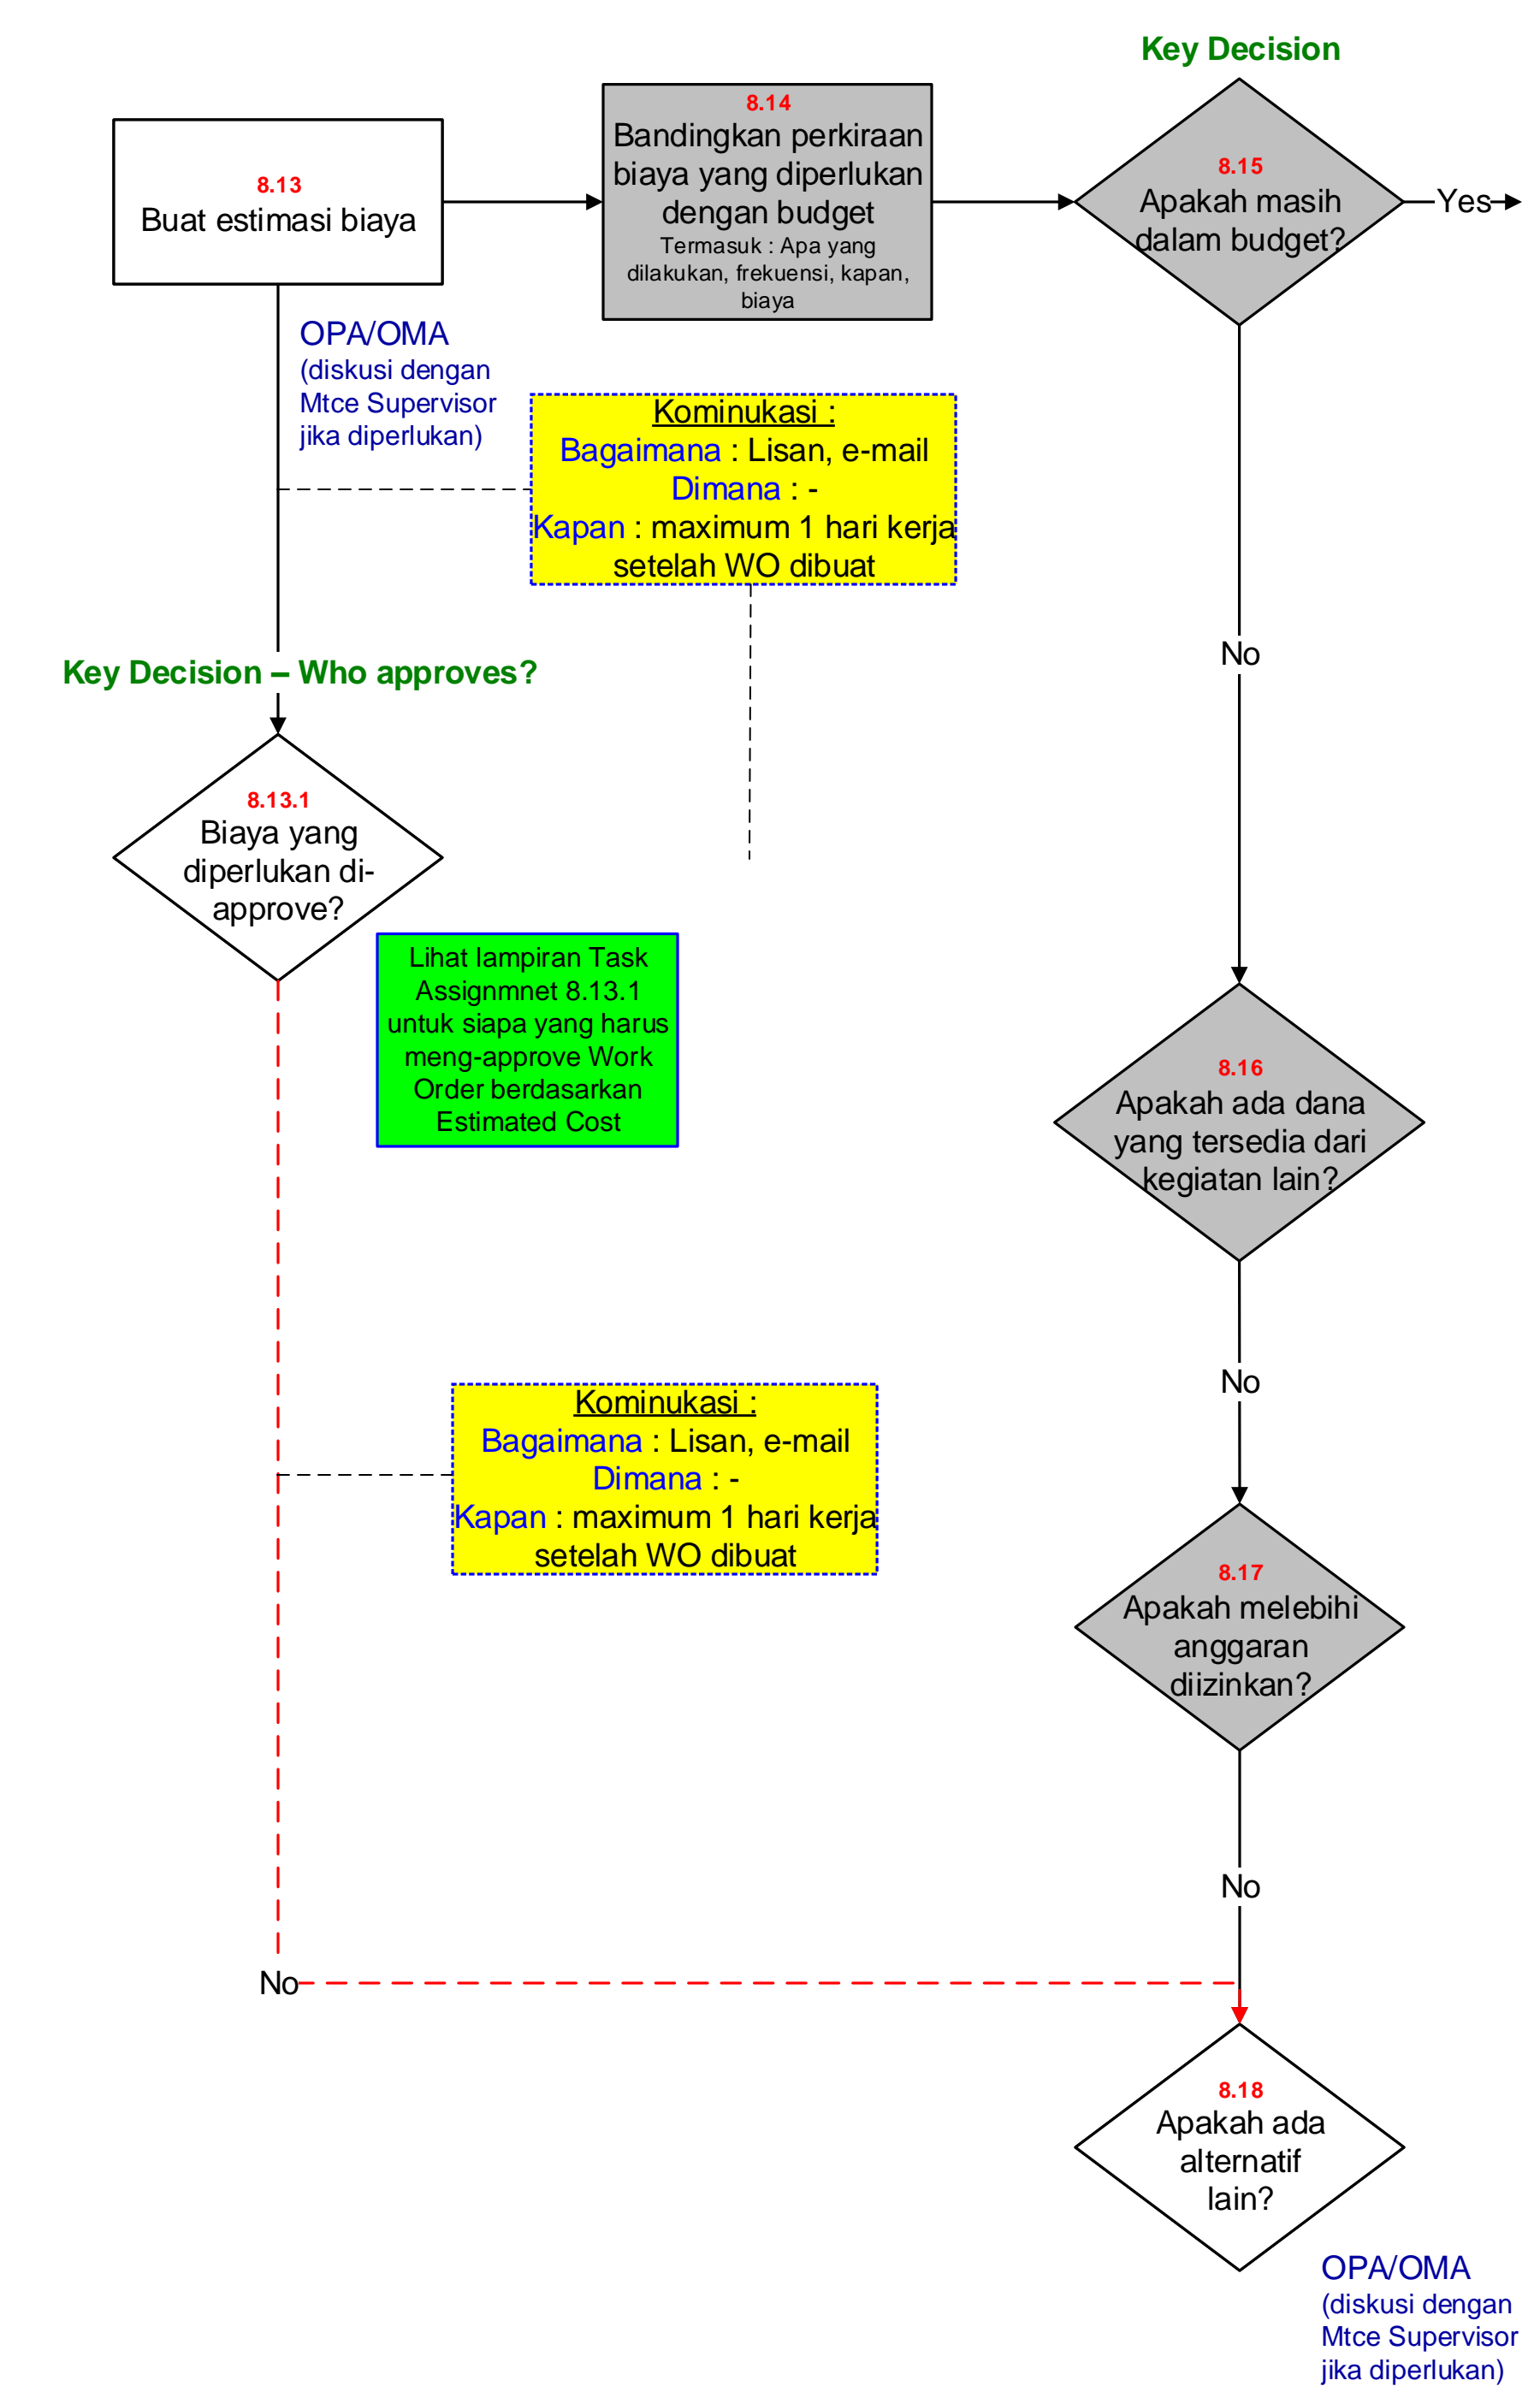 Key Decision
8.13
Buat estimasi biaya
8.14
Bandingkan perkiraan
biaya yang diperlukan
dengan budget
Termasuk : Apa yang
dilakukan, frekuensi, kapan,
biaya
8.15
Apakah masih
dalam budget?
Yes
OPA/OMA
(diskusi dengan
Mtce Supervisor
jika diperlukan)
Kominukasi :
Bagaimana : Lisan, e-mail
Dimana : -
Kapan : maximum 1 hari kerja
setelah WO dibuat
No
Key Decision – Who approves?
8.13.1
Biaya yang
diperlukan di-
approve?
Lihat lampiran Task
Assignmnet 8.13.1
untuk siapa yang harus
meng-approve Work
Order berdasarkan
Estimated Cost
8.16
Apakah ada dana
yang tersedia dari
kegiatan lain?
No
Kominukasi :
Bagaimana : Lisan, e-mail
Dimana : -
Kapan : maximum 1 hari kerja
setelah WO dibuat
8.17
Apakah melebihi
anggaran
diizinkan?
No
No
8.18
Apakah ada
alternatif
lain?
OPA/OMA
(diskusi dengan
Mtce Supervisor
jika diperlukan)